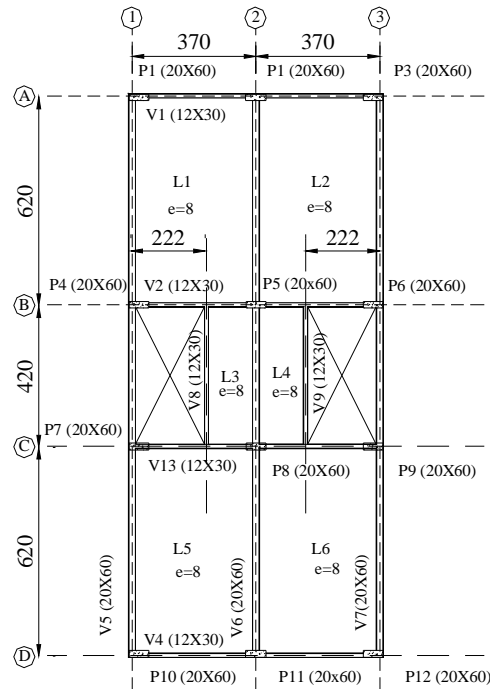 1 2 3
370 370
P1 (20X60) P1 (20X60) P3 (20X60)
A
V1 (12X30)
L1 L2
e=8 e=8
620
222 222
P4 (20X60) V2 (12X30) P5 (20x60) P6 (20X60)
B
420
V8 (12X30)
L3
e=8
L4
e=8
V9 (12X30)
P7 (20X60)
C
V13 (12X30) P8 (20X60) P9 (20X60)
620
L5 L6
e=8 e=8
V5 (20X60)
V6 (20X60)
V7(20X60)
V4 (12X30)
D
P10 (20X60) P11 (20x60) P12 (20X60)